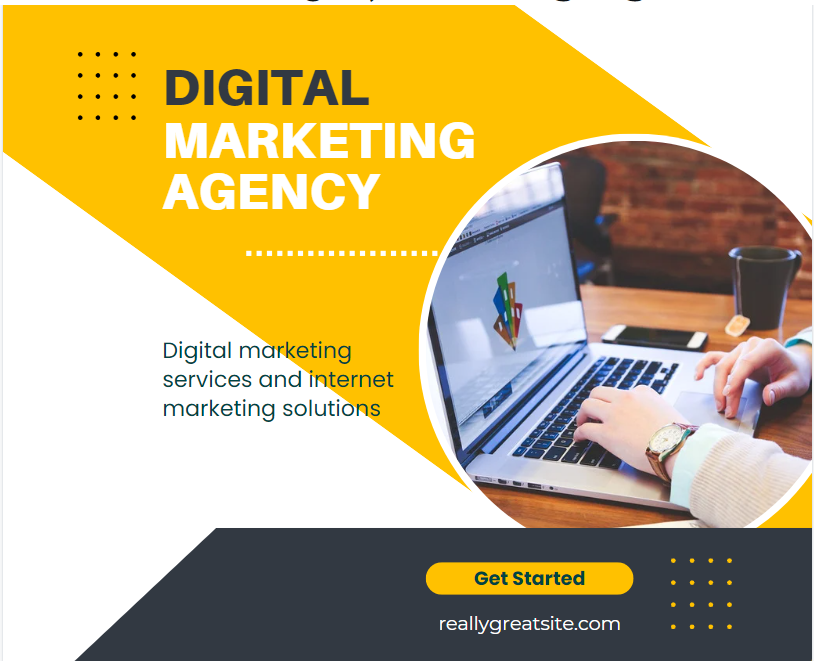 DIGITAL
MARKETING
AGENCY
Digital marketing
services and internet
marketing solutions
Get Started
reallygreatsite.com